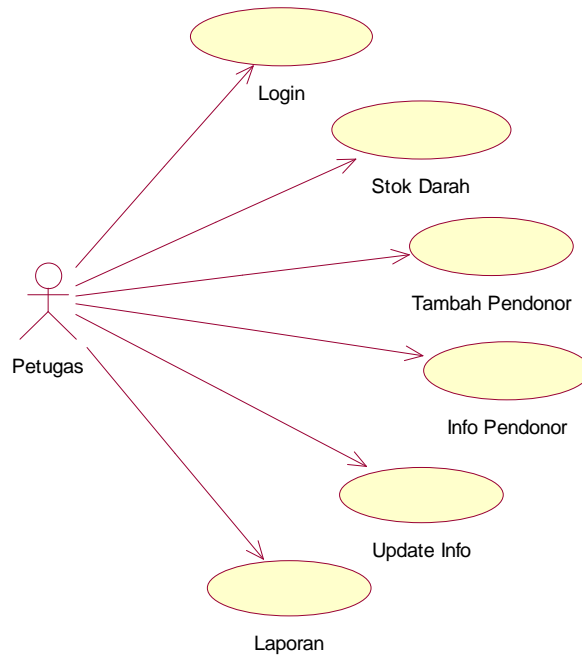 Login
Stok Darah
Tambah Pendonor
Petugas
Info Pendonor
Update Info
Laporan